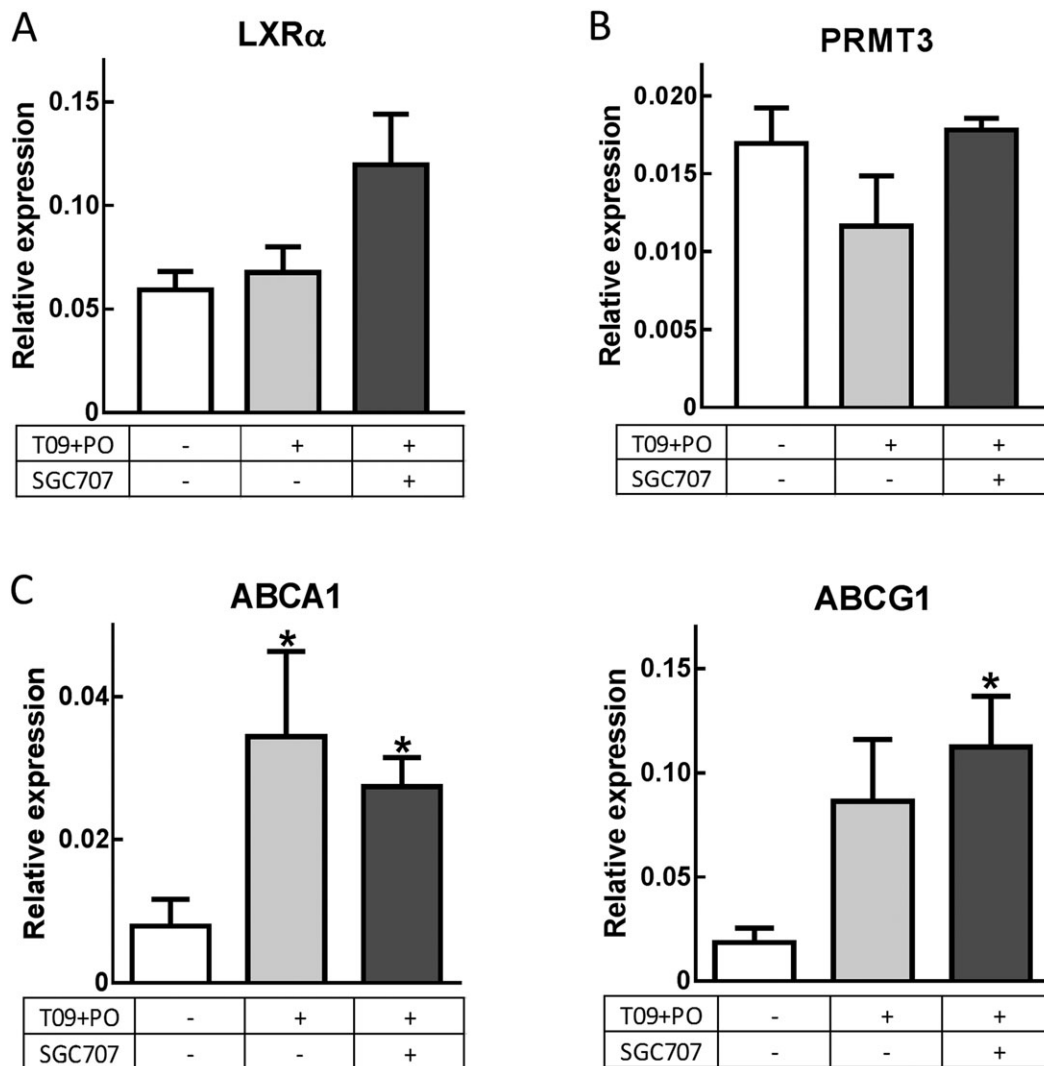 A
LXRα
Relative expression
0.15
0.10
0.05
0
T09+PO - + +
SGC707 - - +
B
PRMT3
Relative expression
0.020
0.015
0.010
0.005
0
T09+PO - + +
SGC707 - - +
C
ABCA1
Relative expression
0.04
0.02
0
* *
T09+PO - + +
SGC707 - - +
ABCG1
Relative expression
0.15
0.10
0.05
0
*
T09+PO - + +
SGC707 - - +